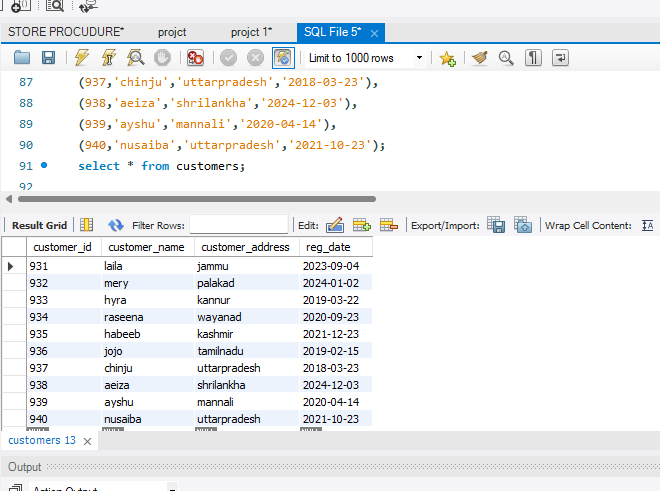 STORE PROCUDURE* projct projct 1* SQL File 5* ×
Limit to 1000 rows
87 (937,'chinju','uttarpradesh','2018-03-23'),
88 (938,'aeiza','shrilankha','2024-12-03'),
89 (939,'ayshu','mannali','2020-04-14'),
90 (940,'nusaiba','uttarpradesh','2021-10-23');
91 select * from customers;
92
Result Grid Filter Rows: Edit: Export/Import: Wrap Cell Content:
customer_id customer_name customer_address reg_date
931 laila jammu 2023-09-04
932 mery palakad 2024-01-02
933 hyra kannur 2019-03-22
934 raseena wayanad 2020-09-23
935 habeeb kashmir 2021-12-23
936 jojo tamilnadu 2019-02-15
937 chinju uttarpradesh 2018-03-23
938 aeiza shrilankha 2024-12-03
939 ayshu mannali 2020-04-14
940 nusaiba uttarpradesh 2021-10-23
NULL NULL NULL NULL
customers 13 ×
Output
Action Output